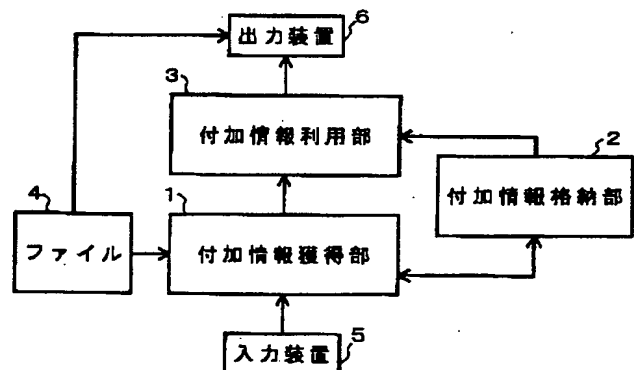 6
出力装置
3
付加情報利用部
2
付加情報格納部
4
ファイル
1
付加情報獲得部
5
入力装置